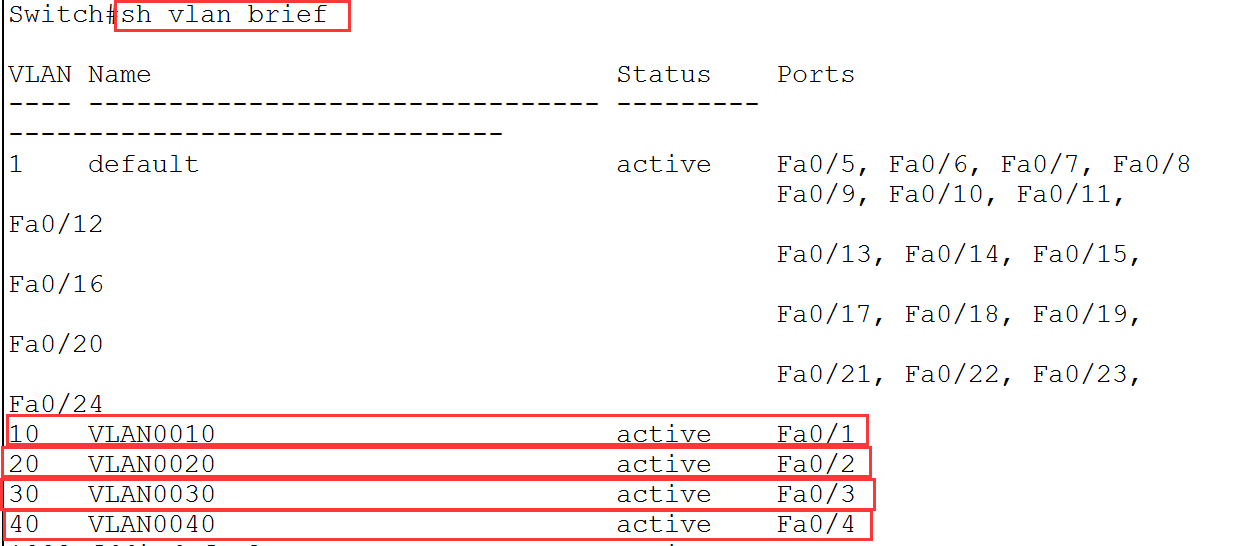 Switch#sh vlan brief
VLAN Name                             Status    Ports
---- -------------------------------- ---------
-------------------------------
1    default                          active    Fa0/5, Fa0/6, Fa0/7, Fa0/8
                                                Fa0/9, Fa0/10, Fa0/11,
Fa0/12
                                                Fa0/13, Fa0/14, Fa0/15,
Fa0/16
                                                Fa0/17, Fa0/18, Fa0/19,
Fa0/20
                                                Fa0/21, Fa0/22, Fa0/23,
Fa0/24
10   VLAN0010                         active    Fa0/1
20   VLAN0020                         active    Fa0/2
30   VLAN0030                         active    Fa0/3
40   VLAN0040                         active    Fa0/4